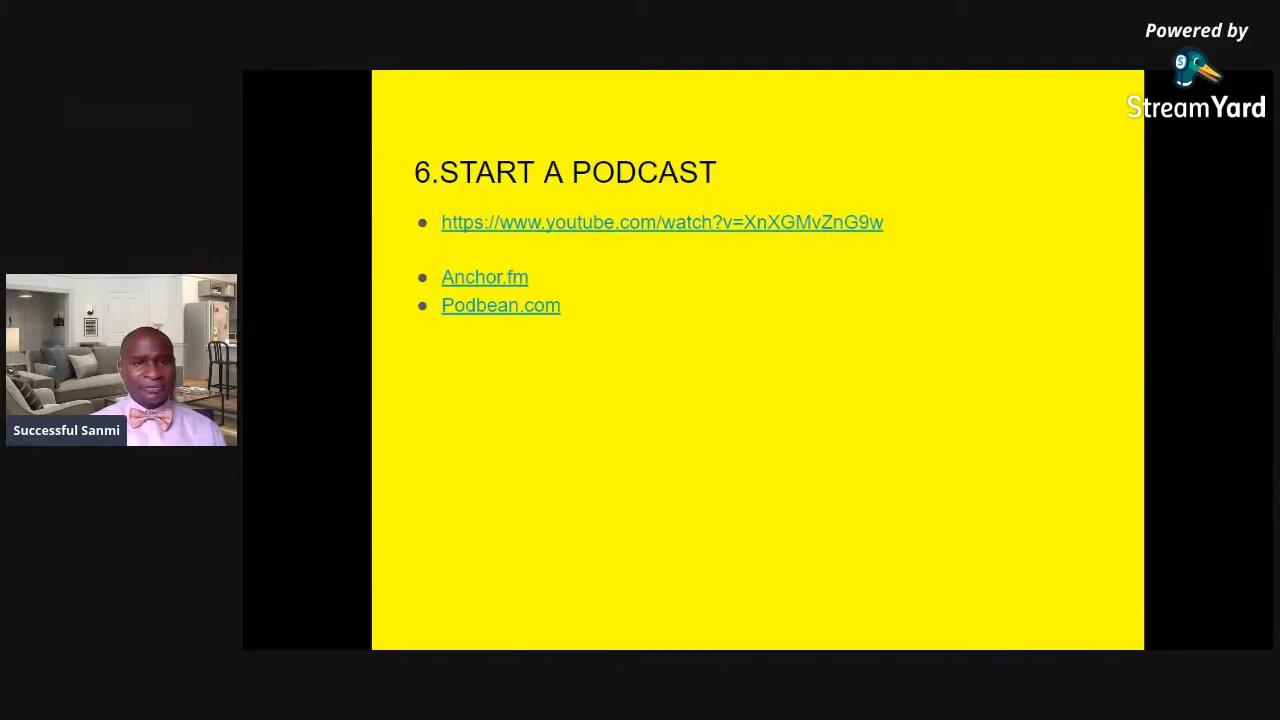 Powered by
StreamYard
6.START A PODCAST
https://www.youtube.com/watch?v=XnXGMvZnG9w
Anchor.fm
Podbean.com
Successful Sanmi